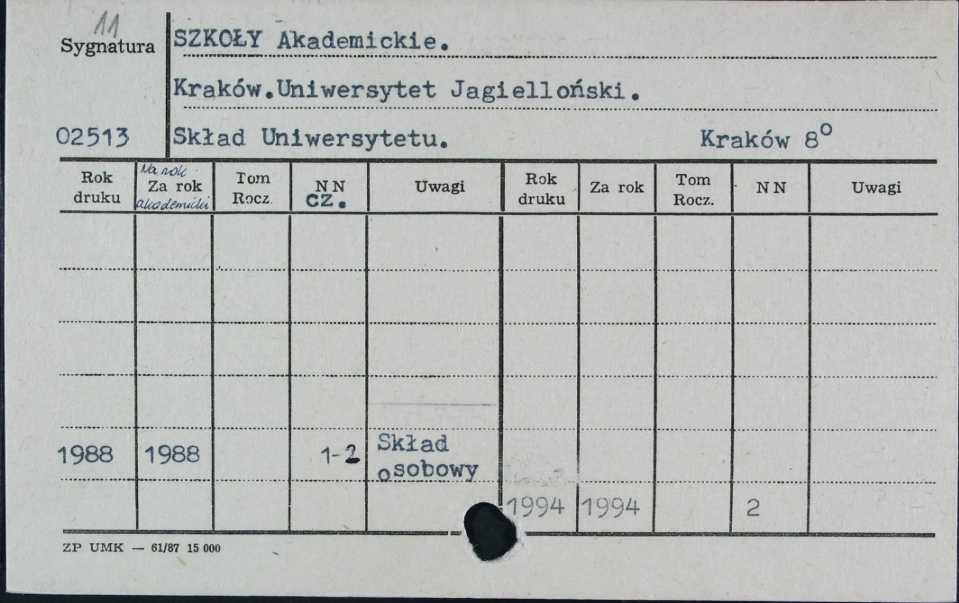 11
Sygnatura
SZKOŁY Akademickie.
Kraków.Uniwersytet Jagielloński.
02513
Skład Uniwersytetu. Kraków 8⁰
Rok druku
Na rok
Za rok
akademicki
Tom Rocz.
NN
cz.
Uwagi
Rok druku
Za rok
Tom Rocz.
NN
Uwagi
1988 1988 1-2 Skład
osobowy
1994 1994 2
ZP UMK — 61/87 15 000